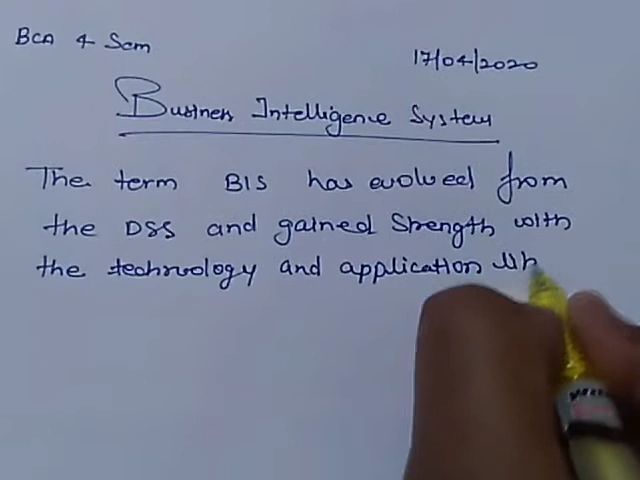 BCA 4 Sem
17/04/2020
Business Intelligence System
The term BIS has evolved from
the DSS and gained Strength with
the technology and application